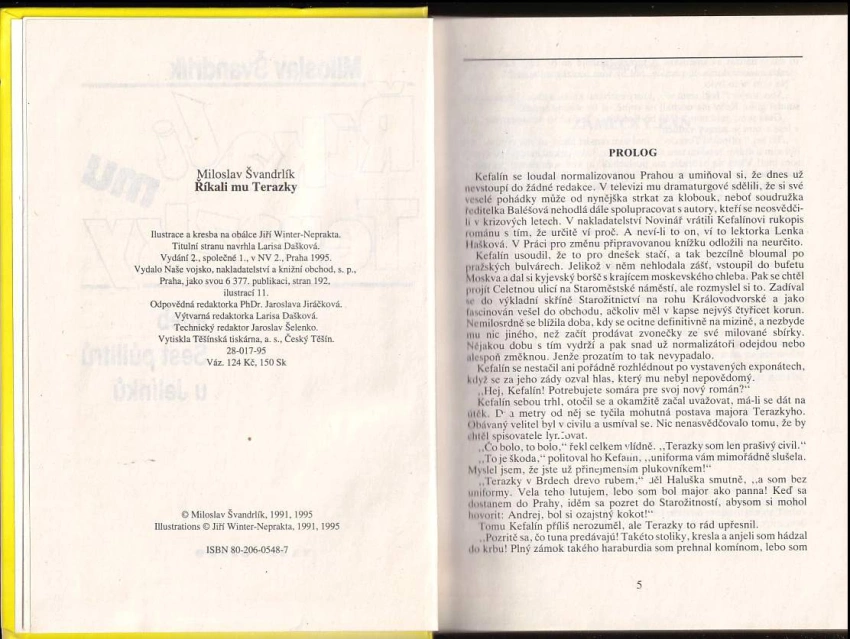 Miloslav Švandrlík
Říkali mu Terazky
Ilustrace a kresba na obálce Jiří Winter-Neprakta.
Titulní stranu navrhla Larisa Dašková.
Vydání 2., společné 1., v NV 2., Praha 1995.
Vydalo Naše vojsko, nakladatelství a knižní obchod, s. p.,
Praha, jako svou 6 377. publikaci, stran 192,
ilustrací 11.
Odpovědná redaktorka PhDr. Jaroslava Jiráčková.
Výtvarná redaktorka Larisa Dašková.
Technický redaktor Jaroslav Šelenko.
Vytiskla Těšínská tiskárna, a. s., Český Těšín.
28-017-95
Váz. 124 Kč, 150 Sk
© Miloslav Švandrlík, 1991, 1995
Illustrations © Jiří Winter-Neprakta, 1991, 1995
ISBN 80-206-0548-7
PROLOG
Kefalín se loudal normalizovanou Prahou a umiňoval si, že dnes už
nevstoupí do žádné redakce. V televizi mu dramaturgové sdělili, že si své
veselé pohádky může od nynějška strkat za klobouk, neboť soudružka
ředitelka Baléšová nehodlá dále spolupracovat s autory, kteří se neosvědči-
li v krizových letech. V nakladatelství Novinář vrátili Kefalínovi rukopis
románu s tím, že určitě ví proč. A neví-li to on, ví to lektorka Lenka
Hašková. V Práci pro změnu připravovanou knížku odložili na neurčito.
Kefalín usoudil, že to pro dnešek stačí, a tak bezcílně bloumal po
pražských bulvárech. Jelikož v něm nehlodala zášť, vstoupil do bufetu
Moskva a dal si kyjevský boršč s krajícem moskevského chleba. Pak se chtěl
projít Celetnou ulicí na Staroměstské náměstí, ale rozmyslel si to. Zadíval
se do výkladní skříně Starožitnictví na rohu Královodvorské a jako
fascinován vešel do obchodu, ačkoliv měl v kapse nejvýš čtyřicet korun.
Nemilosrdně se blížila doba, kdy se ocitne definitivně na mizině, a nezbyde
mu nic jiného, než začít prodávat zvonečky ze své milované sbírky.
Nějakou dobu s tím vydrží a pak snad už normalizátoři odejdou nebo
alespoň změknou. Jenže prozatím to tak nevypadalo.
Kefalín se nestačil ani pořádně rozhlédnout po vystavených exponátech,
když se za jeho zády ozval hlas, který mu nebyl nepovědomý.
„Hej, Kefalín! Potrebujete somára pre svoj nový román?“
Kefalín sebou trhl, otočil se a okamžitě začal uvažovat, má-li se dát na
útěk. Dva metry od něj se tyčila mohutná postava majora Terazkyho.
Obávaný velitel byl v civilu a usmíval se. Nic nenasvědčovalo tomu, že by
chtěl spisovatele lynčovat.
„Čo bolo, to bolo,“ řekl celkem vlídně. „Terazky som len prašivý civil.“
„To je škoda,“ politoval ho Kefalín, „uniforma vám mimořádně slušela.
Myslel jsem, že jste už přinejmenším plukovníkem!“
„Terazky v Brdech drevo rubem,“ děl Haluška smutně, „a som bez
uniformy. Vela teho lutujem, lebo som bol major ako panna! Keď sa
dostanem do Prahy, iděm sa pozret do Starožitností, abysom si mohol
hovorit: Andrej, bol si ozajstný kokot!“
Tomu Kefalín příliš nerozuměl, ale Terazky to rád upřesnil.
„Pozritě sa, čo tuna predávajú! Takéto stoliky, kresla a anjeli som hádzal
do krbu! Plný zámok takého haraburdia som prehnal komínom, lebo som
5